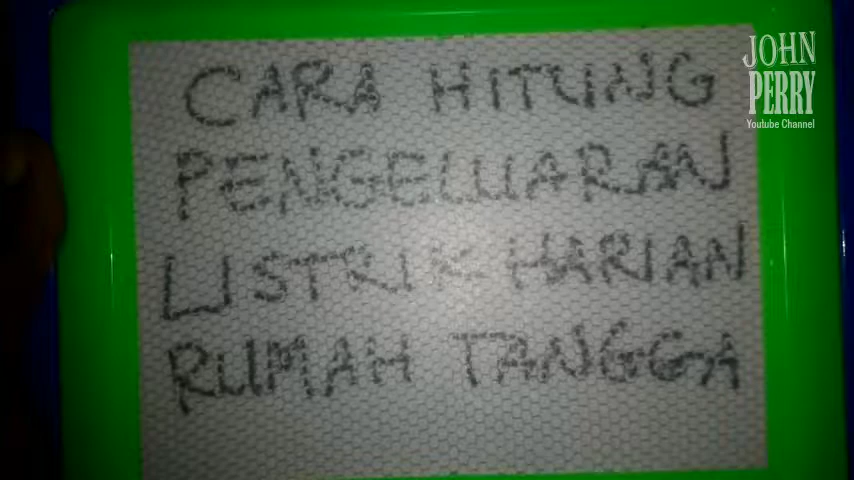 JOHN
PERRY
Youtube Channel
CARA HITUNG
PENGELUARAN
LISTRIK HARIAN
RUMAH TANGGA